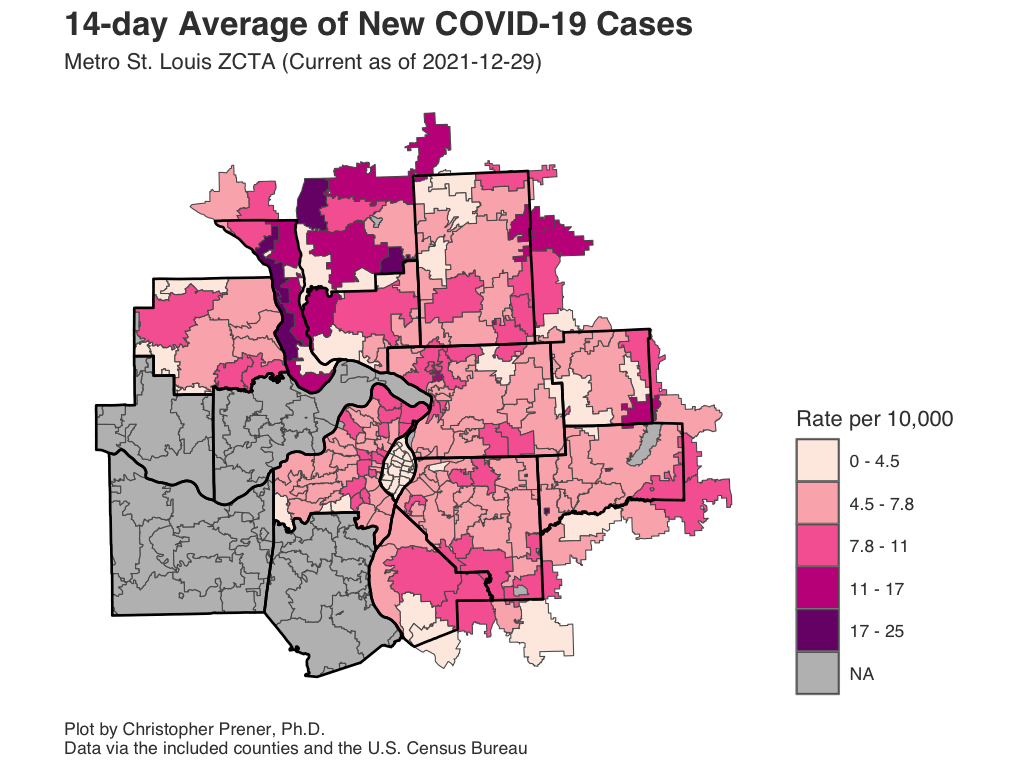 14-day Average of New COVID-19 Cases
Metro St. Louis ZCTA (Current as of 2021-12-29)
Rate per 10,000
0 - 4.5
4.5 - 7.8
7.8 - 11
11 - 17
17 - 25
NA
Plot by Christopher Prener, Ph.D.
Data via the included counties and the U.S. Census Bureau